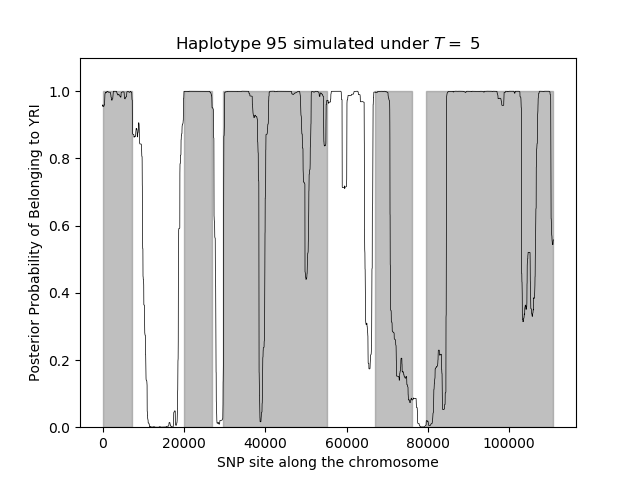 Haplotype 95 simulated under T = 5
Posterior Probability of Belonging to YRI
1.0
0.8
0.6
0.4
0.2
0.0
0 20000 40000 60000 80000 100000
SNP site along the chromosome